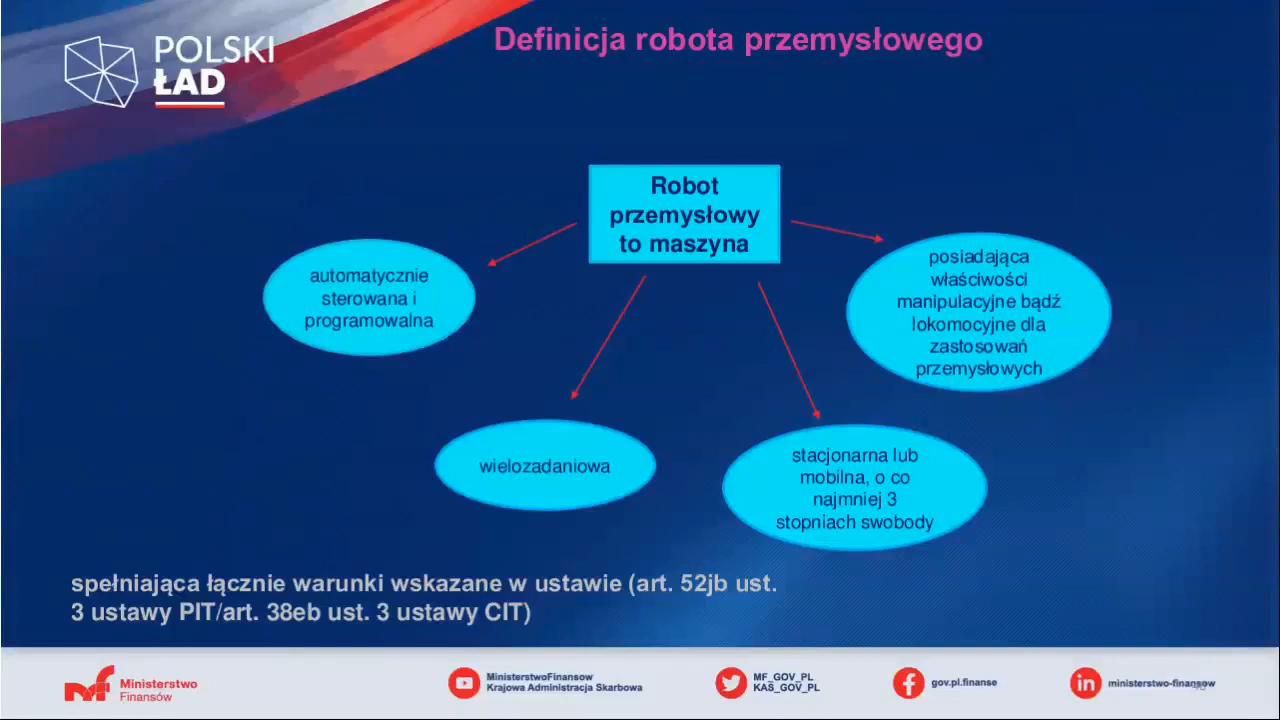 POLSKI
ŁAD
Definicja robota przemysłowego
Robot
przemysłowy
to maszyna
automatycznie
sterowana i
programowalna
posiadająca
właściwości
manipulacyjne bądź
lokomocyjne dla
zastosowań
przemysłowych
wielozadaniowa
stacjonarna lub
mobilna, o co
najmniej 3
stopniach swobody
spełniająca łącznie warunki wskazane w ustawie (art. 52jb ust.
3 ustawy PIT/art. 38eb ust. 3 ustawy CIT)
Ministerstwo
Finansów
MinisterstwoFinansow
Krajowa Administracja Skarbowa
MF_GOV_PL
KAS_GOV_PL
gov.pl.finanse
ministerstwo-finansow